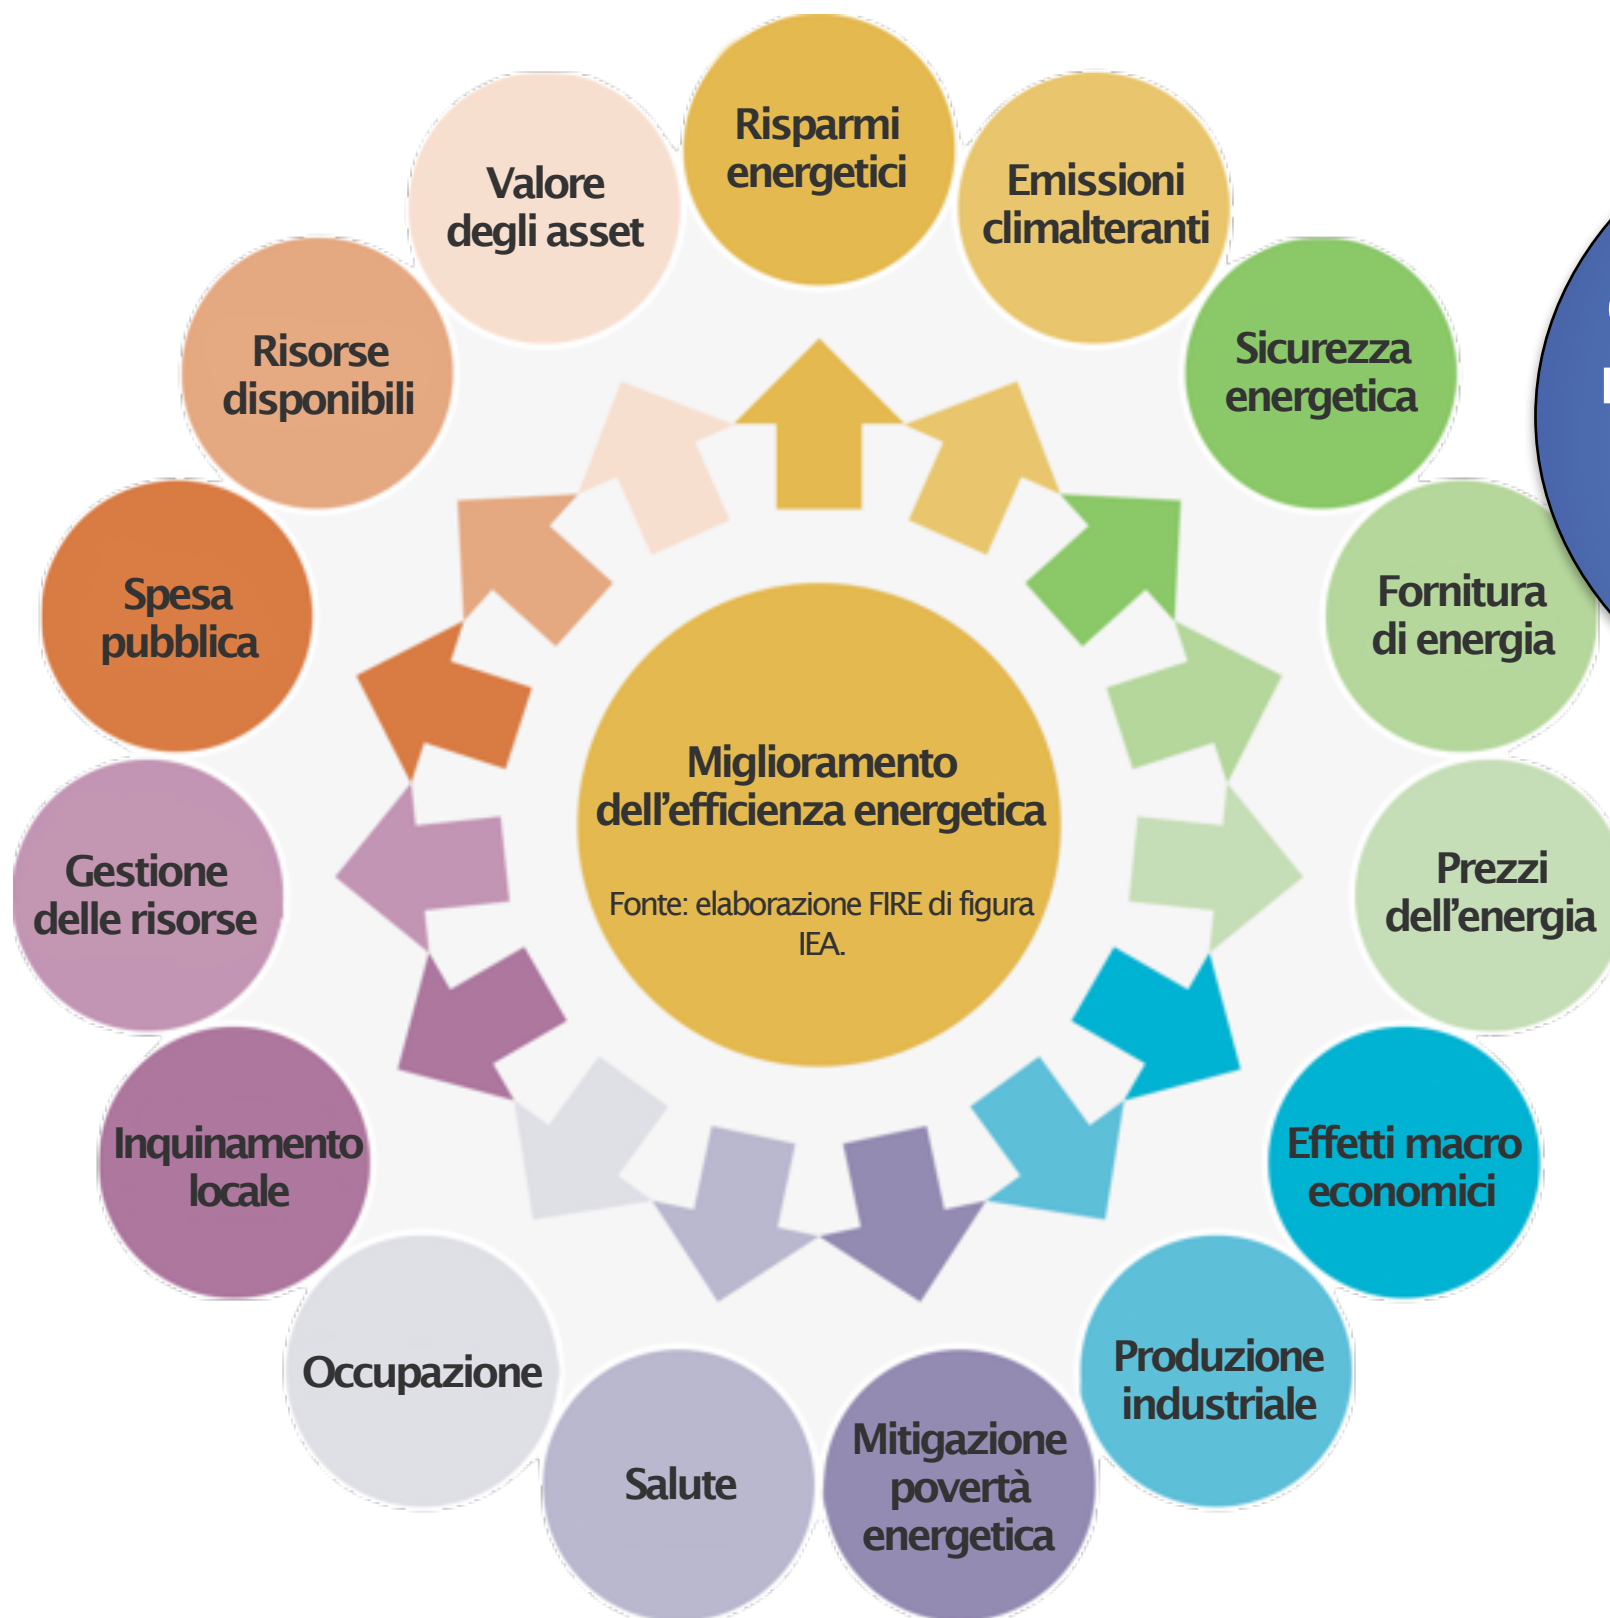 Risparmi
energetici
Emissioni
climalteranti
Sicurezza
energetica
Fornitura
di energia
Prezzi
dell'energia
Effetti macro
economici
Produzione
industriale
Mitigazione
povertà
energetica
Salute
Occupazione
Inquinamento
locale
Gestione
delle risorse
Spesa
pubblica
Risorse
disponibili
Valore
degli asset
Miglioramento
dell'efficienza energetica
Fonte: elaborazione FIRE di figura
IEA.